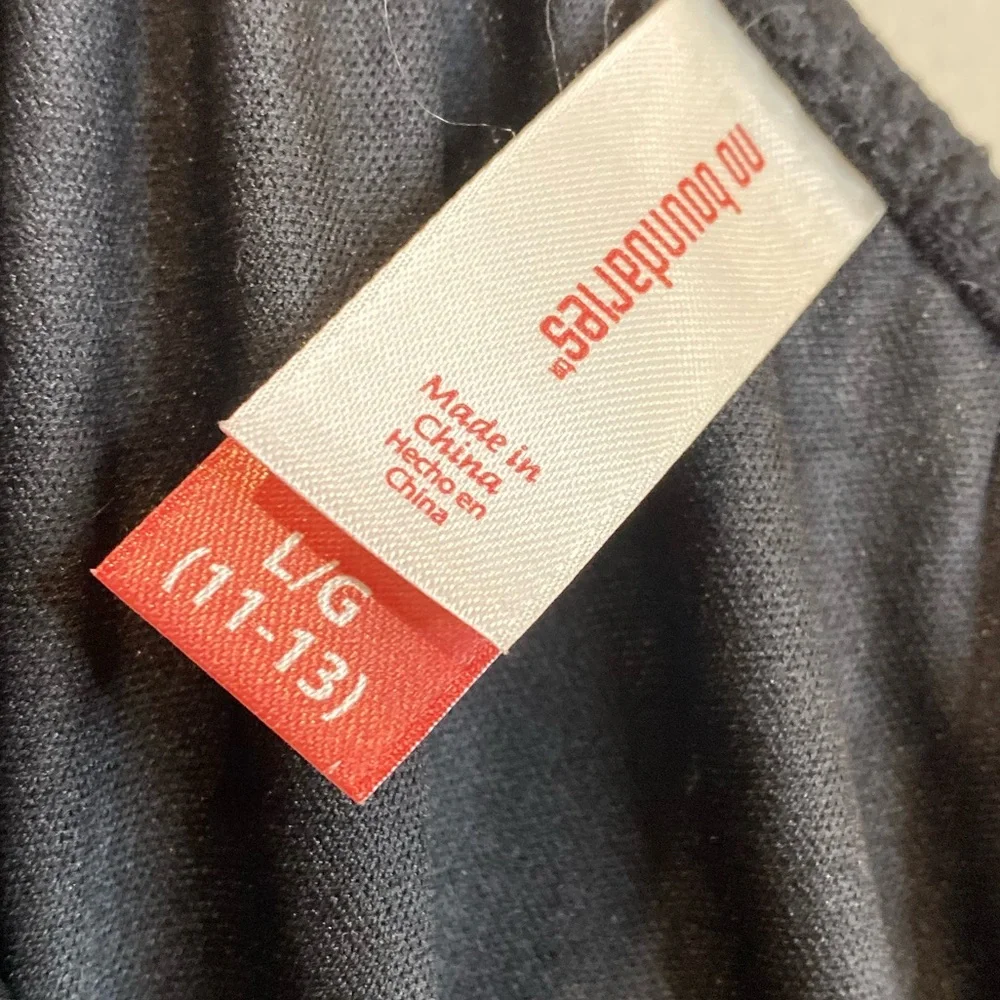 no boundaries
Made in
China
Hecho en
China
L/G
(11-13)